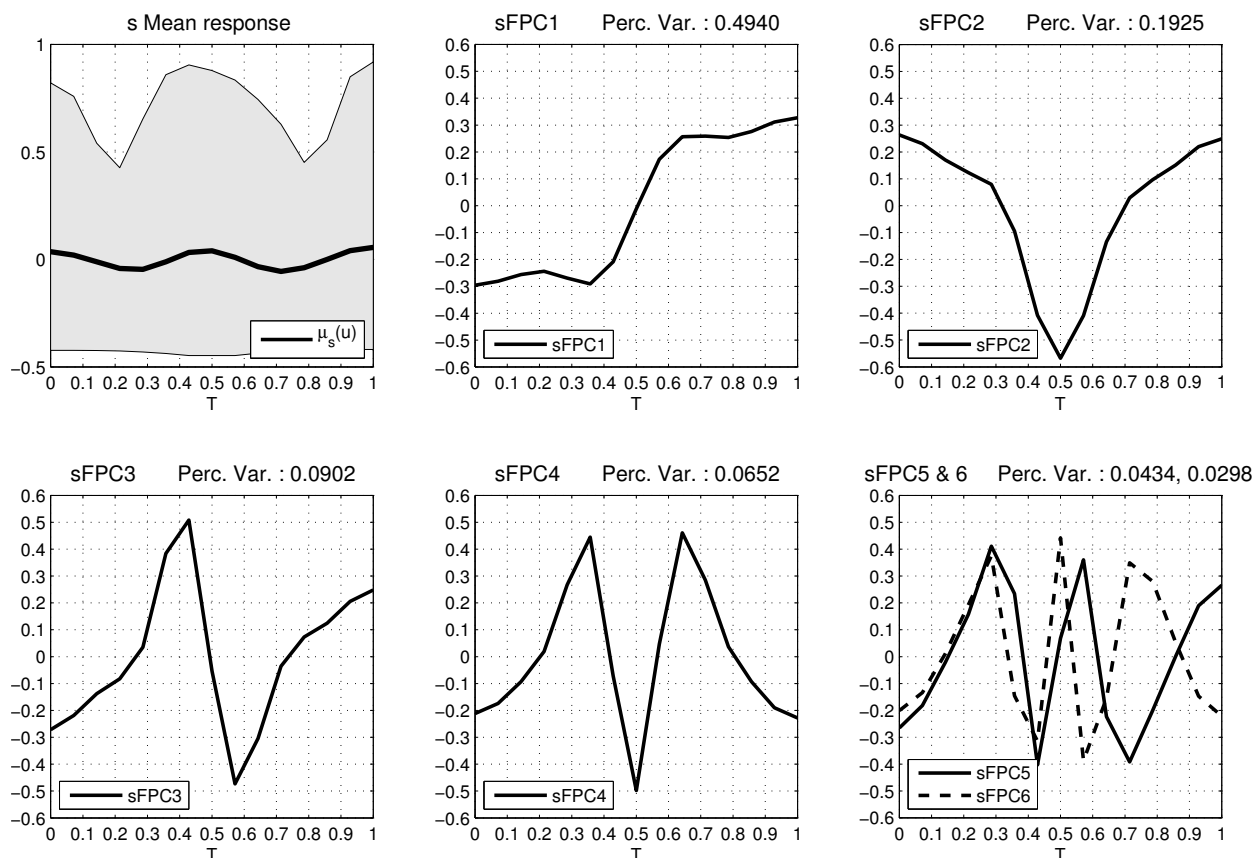 s Mean response
1
0.5
0
−0.5
μs(u)
0 0.1 0.2 0.3 0.4 0.5 0.6 0.7 0.8 0.9 1
T
sFPC1 Perc. Var. : 0.4940
0.6
0.5
0.4
0.3
0.2
0.1
0
−0.1
−0.2
−0.3
−0.4
−0.5
−0.6
sFPC1
0 0.1 0.2 0.3 0.4 0.5 0.6 0.7 0.8 0.9 1
T
sFPC2 Perc. Var. : 0.1925
0.6
0.5
0.4
0.3
0.2
0.1
0
−0.1
−0.2
−0.3
−0.4
−0.5
−0.6
sFPC2
0 0.1 0.2 0.3 0.4 0.5 0.6 0.7 0.8 0.9 1
T
sFPC3 Perc. Var. : 0.0902
0.6
0.5
0.4
0.3
0.2
0.1
0
−0.1
−0.2
−0.3
−0.4
−0.5
−0.6
sFPC3
0 0.1 0.2 0.3 0.4 0.5 0.6 0.7 0.8 0.9 1
T
sFPC4 Perc. Var. : 0.0652
0.6
0.5
0.4
0.3
0.2
0.1
0
−0.1
−0.2
−0.3
−0.4
−0.5
−0.6
sFPC4
0 0.1 0.2 0.3 0.4 0.5 0.6 0.7 0.8 0.9 1
T
sFPC5 & 6 Perc. Var. : 0.0434, 0.0298
0.6
0.5
0.4
0.3
0.2
0.1
0
−0.1
−0.2
−0.3
−0.4
−0.5
−0.6
sFPC5
sFPC6
0 0.1 0.2 0.3 0.4 0.5 0.6 0.7 0.8 0.9 1
T